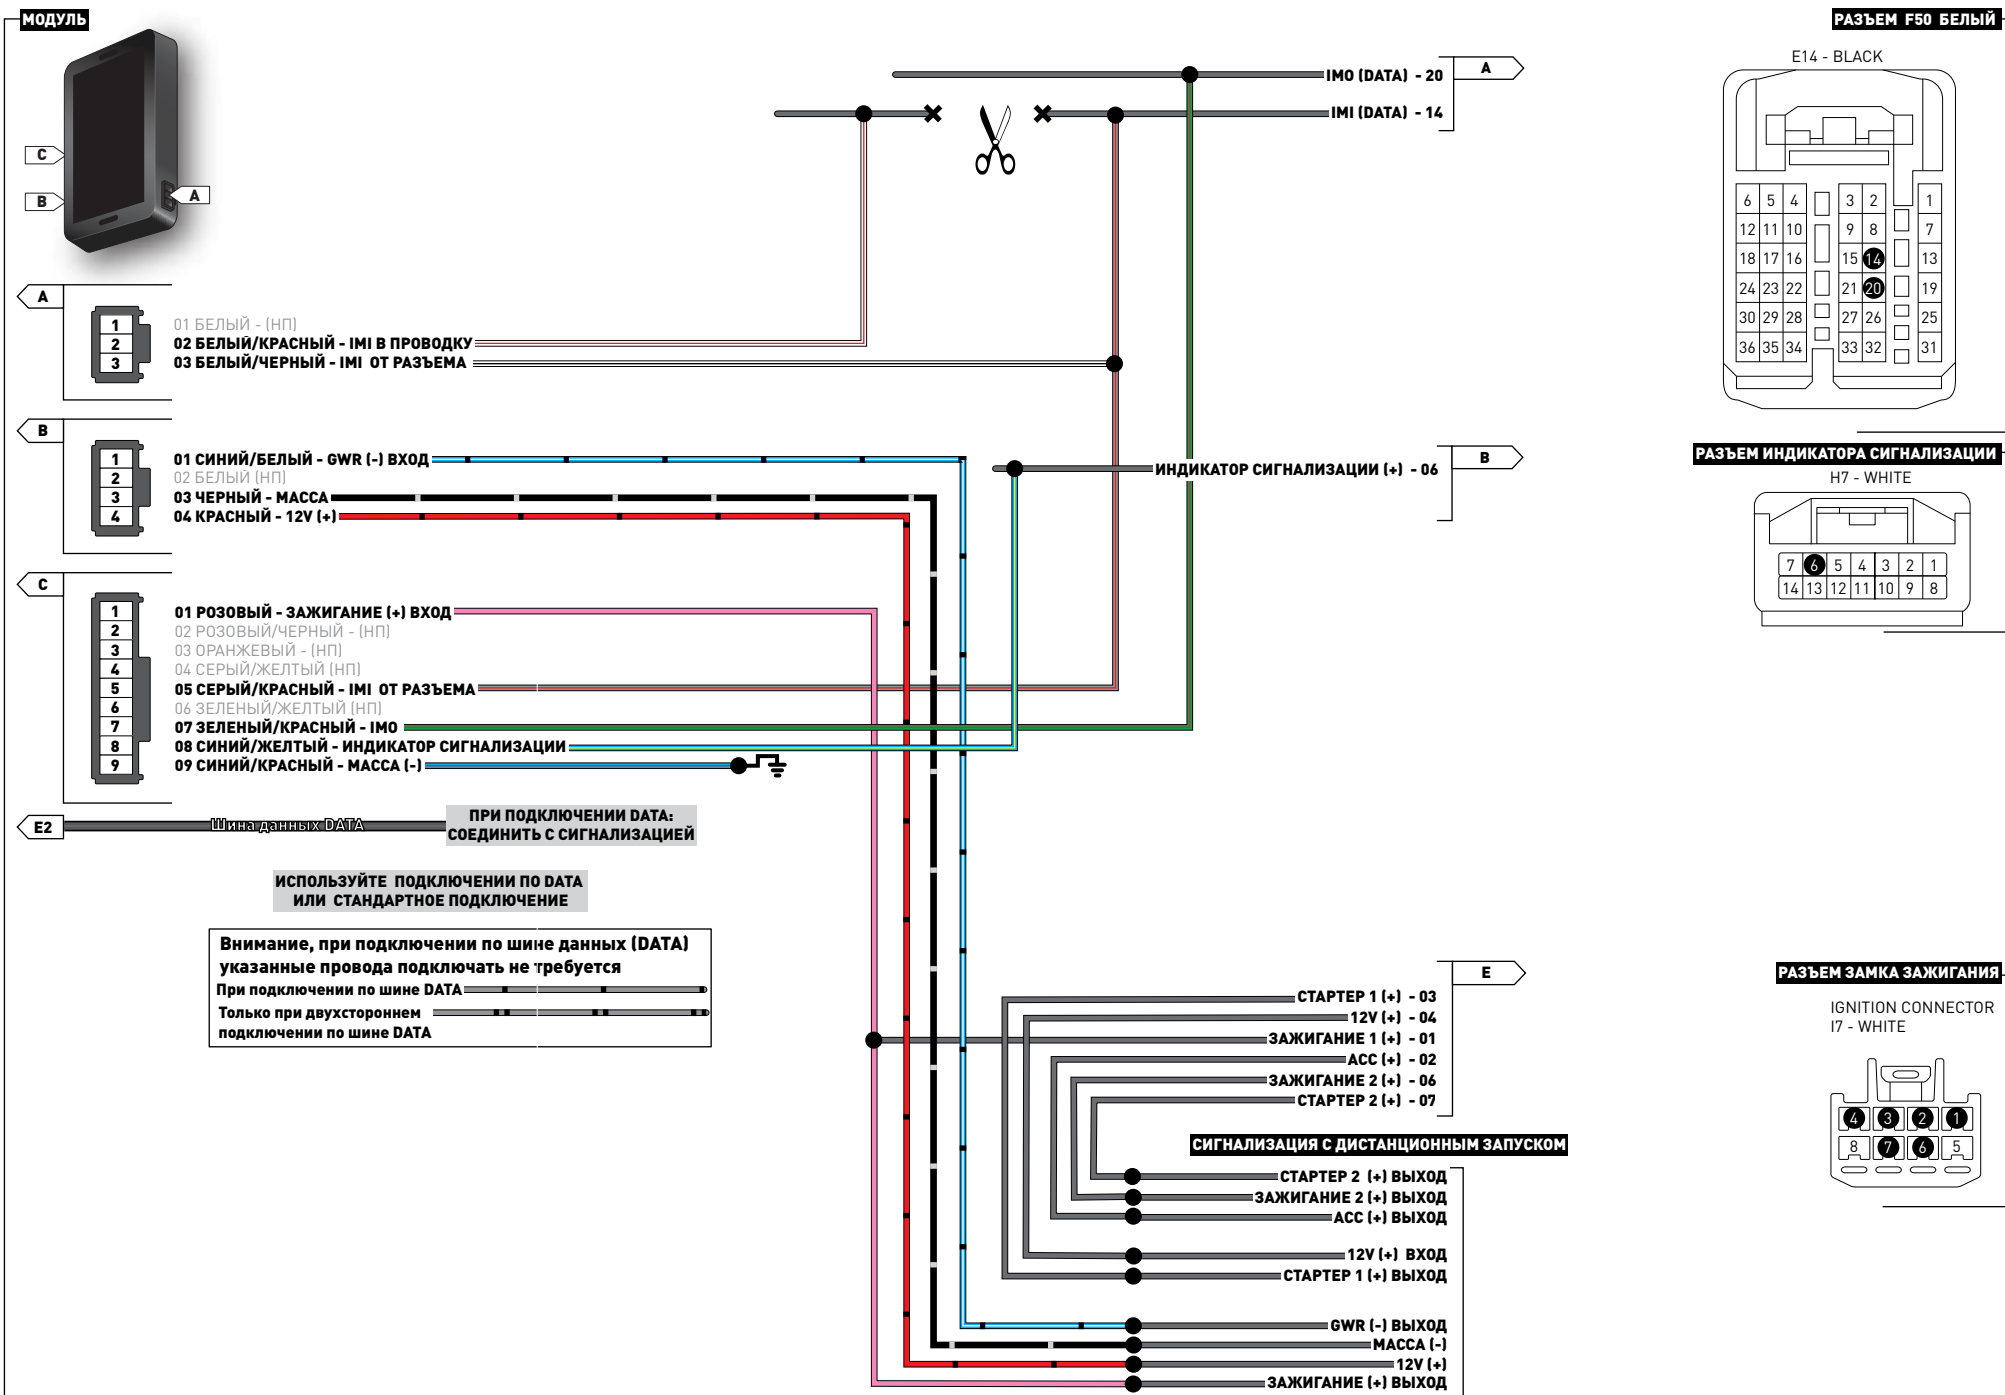 МОДУЛЬ
C
B
A
A
1
2
3
01 БЕЛЫЙ - (НП)
02 БЕЛЫЙ/КРАСНЫЙ - IMI В ПРОВОДКУ
03 БЕЛЫЙ/ЧЕРНЫЙ - IMI ОТ РАЗЪЕМА
B
1
2
3
4
01 СИНИЙ/БЕЛЫЙ - GWR (-) ВХОД
02 БЕЛЫЙ (НП)
03 ЧЕРНЫЙ - МАССА
04 КРАСНЫЙ - 12V (+)
C
1
2
3
4
5
6
7
8
9
01 РОЗОВЫЙ - ЗАЖИГАНИЕ (+) ВХОД
02 РОЗОВЫЙ/ЧЕРНЫЙ - (НП)
03 ОРАНЖЕВЫЙ - (НП)
04 СЕРЫЙ/ЖЕЛТЫЙ (НП)
05 СЕРЫЙ/КРАСНЫЙ - IMI ОТ РАЗЪЕМА
06 ЗЕЛЕНЫЙ/ЖЕЛТЫЙ (НП)
07 ЗЕЛЕНЫЙ/КРАСНЫЙ - IMO
08 СИНИЙ/ЖЕЛТЫЙ - ИНДИКАТОР СИГНАЛИЗАЦИИ
09 СИНИЙ/КРАСНЫЙ - МАССА (-)
E2
Шина данных DATA
ПРИ ПОДКЛЮЧЕНИИ DATA:
СОЕДИНИТЬ С СИГНАЛИЗАЦИЕЙ
ИСПОЛЬЗУЙТЕ ПОДКЛЮЧЕНИИ ПО DATA
ИЛИ СТАНДАРТНОЕ ПОДКЛЮЧЕНИЕ
Внимание, при подключении по шине данных (DATA)
указанные провода подключать не требуется
При подключении по шине DATA
Только при двухстороннем
подключении по шине DATA
IMO (DATA) - 20
IMI (DATA) - 14
A
ИНДИКАТОР СИГНАЛИЗАЦИИ (+) - 06
B
E
СТАРТЕР 1 (+) - 03
12V (+) - 04
ЗАЖИГАНИЕ 1 (+) - 01
ACC (+) - 02
ЗАЖИГАНИЕ 2 (+) - 06
СТАРТЕР 2 (+) - 07
СИГНАЛИЗАЦИЯ С ДИСТАНЦИОННЫМ ЗАПУСКОМ
СТАРТЕР 2 (+) ВЫХОД
ЗАЖИГАНИЕ 2 (+) ВЫХОД
ACC (+) ВЫХОД
12V (+) ВХОД
СТАРТЕР 1 (+) ВЫХОД
GWR (-) ВЫХОД
МАССА (-)
12V (+)
ЗАЖИГАНИЕ (+) ВЫХОД
РАЗЪЕМ F50 БЕЛЫЙ
E14 - BLACK
6 5 4 3 2 1
12 11 10 9 8 7
18 17 16 15 14 13
24 23 22 21 20 19
30 29 28 27 26 25
36 35 34 33 32 31
РАЗЪЕМ ИНДИКАТОРА СИГНАЛИЗАЦИИ
H7 - WHITE
7 6 5 4 3 2 1
14 13 12 11 10 9 8
РАЗЪЕМ ЗАМКА ЗАЖИГАНИЯ
IGNITION CONNECTOR
I7 - WHITE
4 3 2 1
8 7 6 5